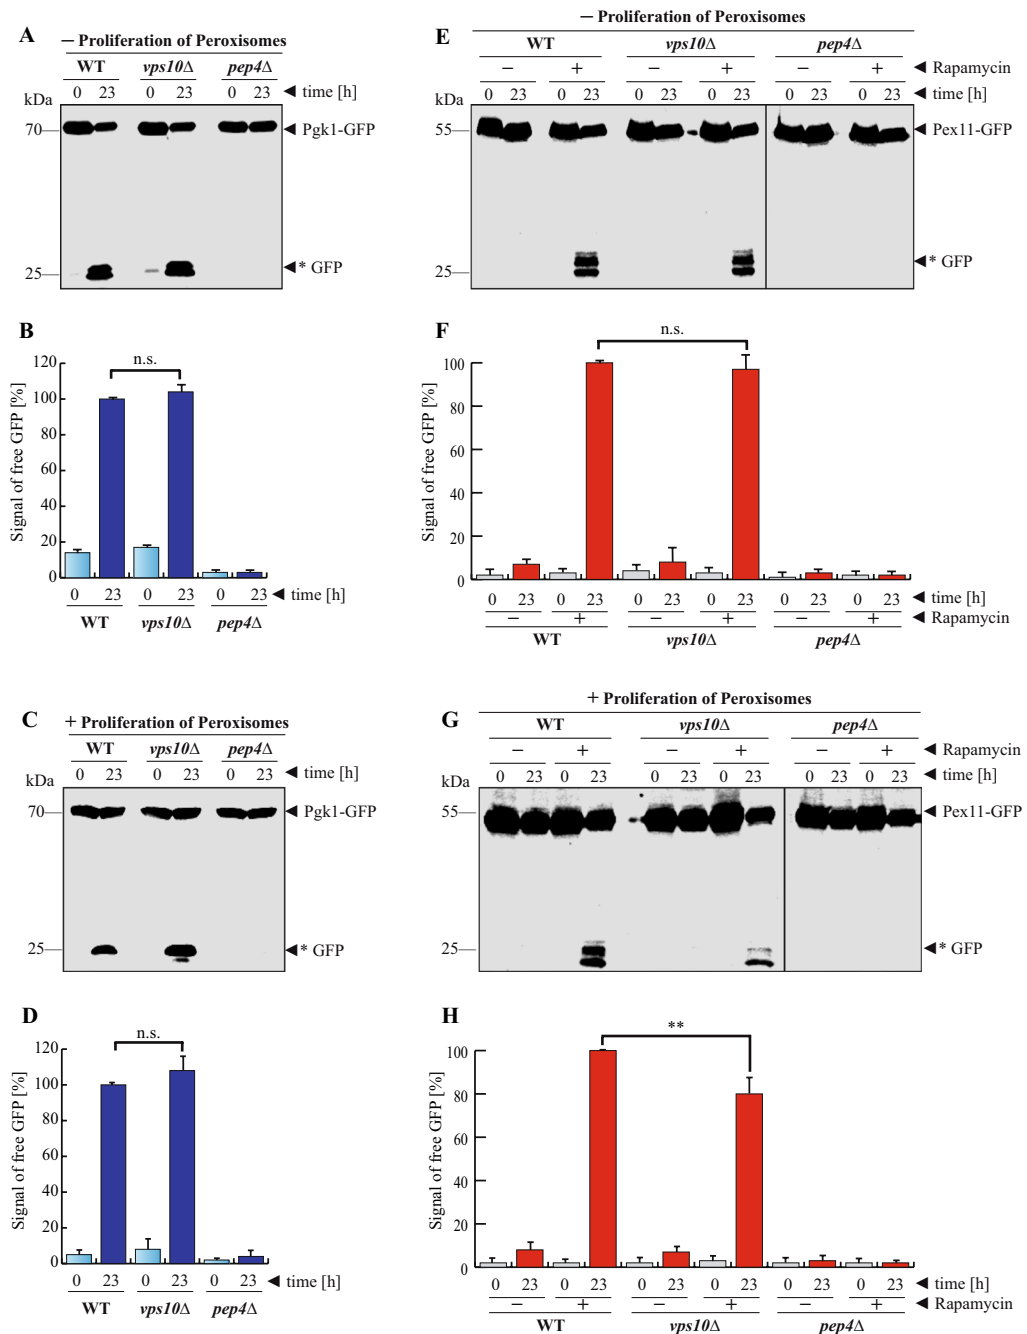 A
− Proliferation of Peroxisomes
WT vps10Δ pep4Δ
0 23 0 23 0 23 ◄ time [h]
kDa
70 ◄ Pgk1-GFP
25 ◄ * GFP
B
n.s.
Signal of free GFP [%]
120
100
80
60
40
20
0
0 23 0 23 0 23 ◄ time [h]
WT vps10Δ pep4Δ
C
+ Proliferation of Peroxisomes
WT vps10Δ pep4Δ
0 23 0 23 0 23 ◄ time [h]
kDa
70 ◄ Pgk1-GFP
25 ◄ * GFP
D
n.s.
Signal of free GFP [%]
120
100
80
60
40
20
0
0 23 0 23 0 23 ◄ time [h]
WT vps10Δ pep4Δ
E
− Proliferation of Peroxisomes
WT vps10Δ pep4Δ
− + − + − + ◄ Rapamycin
0 23 0 23 0 23 0 23 0 23 0 23 ◄ time [h]
kDa
55 ◄ Pex11-GFP
25 ◄ * GFP
F
n.s.
Signal of free GFP [%]
100
80
60
40
20
0
0 23 0 23 0 23 0 23 0 23 0 23 ◄ time [h]
− + − + − + ◄ Rapamycin
WT vps10Δ pep4Δ
G
+ Proliferation of Peroxisomes
WT vps10Δ pep4Δ
− + − + − + ◄ Rapamycin
0 23 0 23 0 23 0 23 0 23 0 23 ◄ time [h]
kDa
55 ◄ Pex11-GFP
25 ◄ * GFP
H
**
Signal of free GFP [%]
100
80
60
40
20
0
0 23 0 23 0 23 0 23 0 23 0 23 ◄ time [h]
− + − + − + ◄ Rapamycin
WT vps10Δ pep4Δ